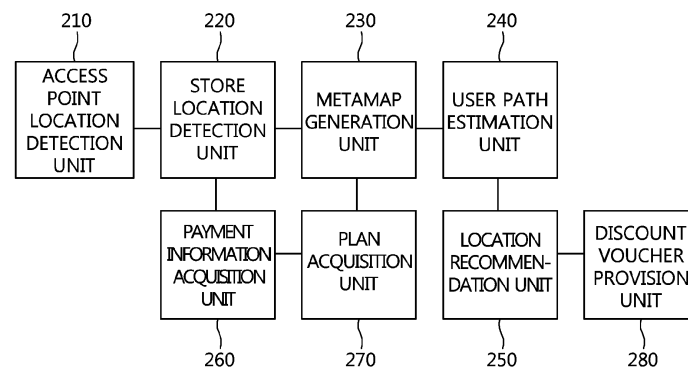 210
220
230
240
ACCESS
POINT
LOCATION
DETECTION
UNIT
STORE
LOCATION
DETECTION
UNIT
METAMAP
GENERATION
UNIT
USER PATH
ESTIMATION
UNIT
PAYMENT
INFORMATION
ACQUISITION
UNIT
PLAN
ACQUISITION
UNIT
LOCATION
RECOMMEN-
DATION UNIT
DISCOUNT
VOUCHER
PROVISION
UNIT
260
270
250
280